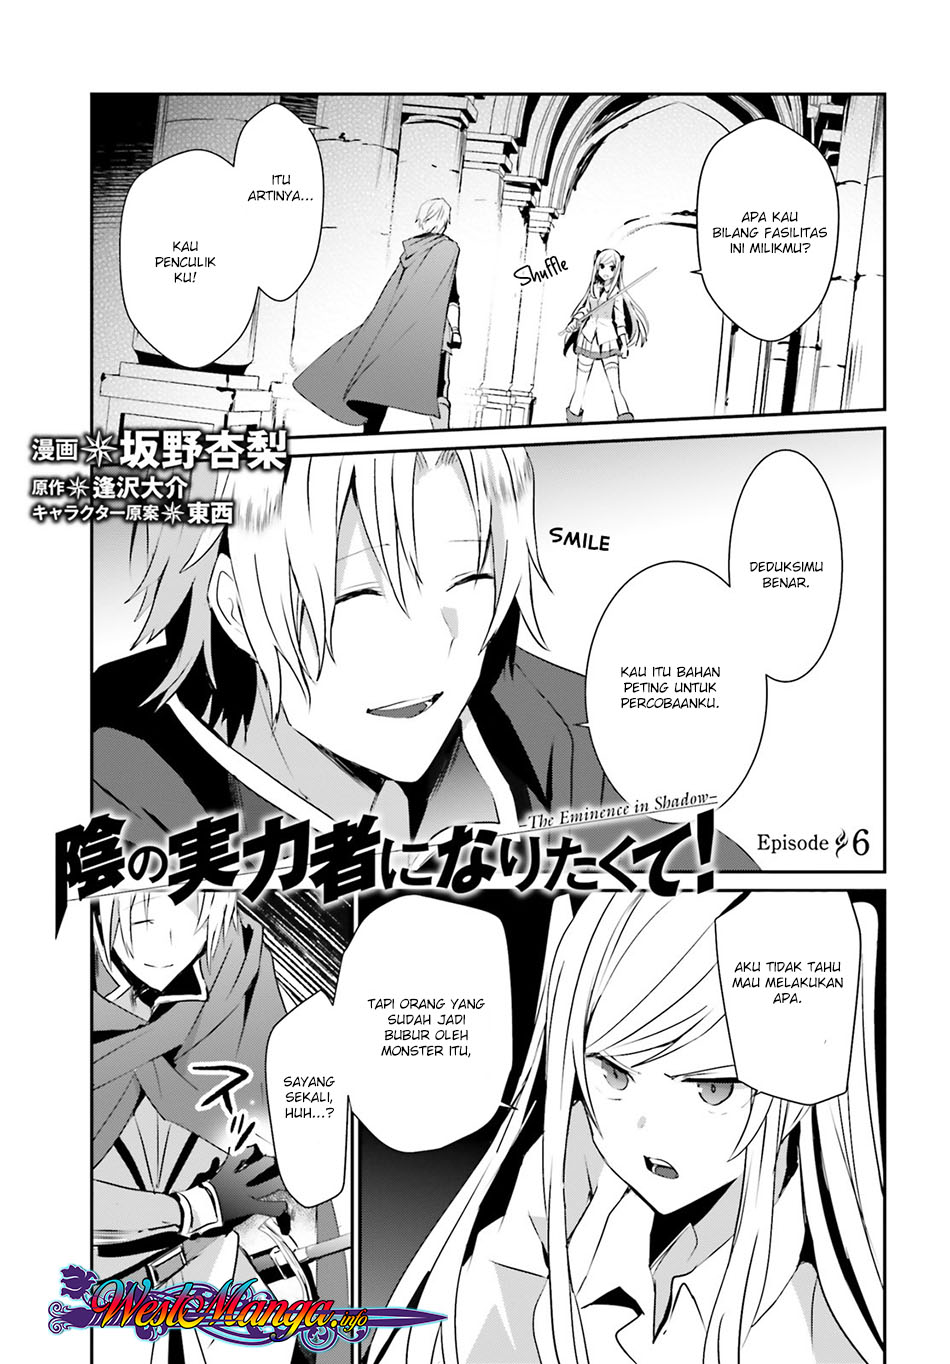 APA KAU
BILANG FASILITAS
INI MILIKMU?
Shuffle
ITU
ARTINYA...
KAU
PENCULIK
KU!
漫画 坂野杏梨
原作 逢沢大介
キャラクター原案 東西
SMILE
DEDUKSIMU
BENAR.
KAU ITU BAHAN
PETING UNTUK
PERCOBAANKU.
–The Eminence in Shadow–
陰の実力者になりたくて!
Episode 6
AKU TIDAK TAHU
MAU MELAKUKAN
APA.
TAPI ORANG YANG
SUDAH JADI
BUBUR OLEH
MONSTER ITU,
SAYANG
SEKALI,
HUH...?
WestManga.info